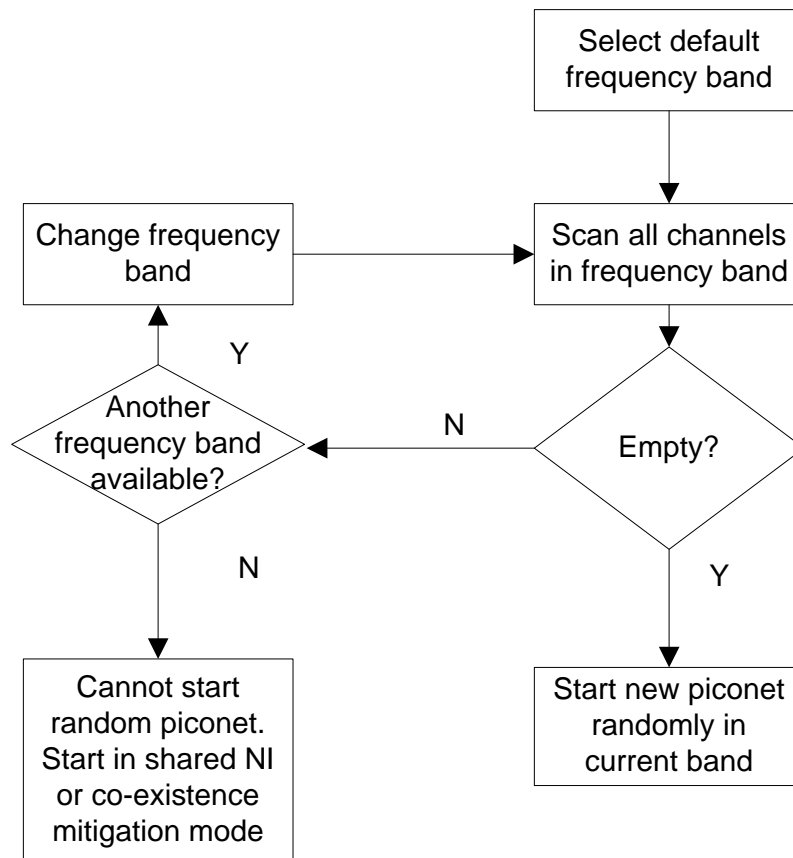 Select default
frequency band
Change frequency
band
Scan all channels
in frequency band
Y
Another
frequency band
available?
N
Empty?
N
Y
Cannot start
random piconet.
Start in shared NI
or co-existence
mitigation mode
Start new piconet
randomly in
current band